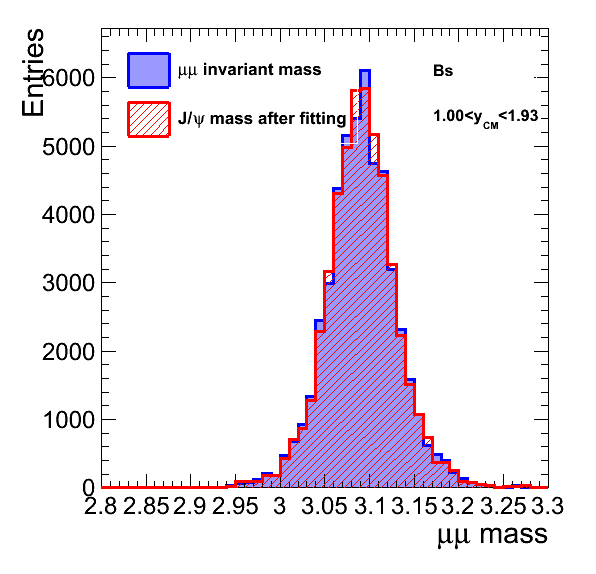 Entries
μμ invariant mass
J/ψ mass after fitting
Bs
1.00<y_CM<1.93
6000
5000
4000
3000
2000
1000
0
2.8 2.85 2.9 2.95 3 3.05 3.1 3.15 3.2 3.25 3.3
μμ mass